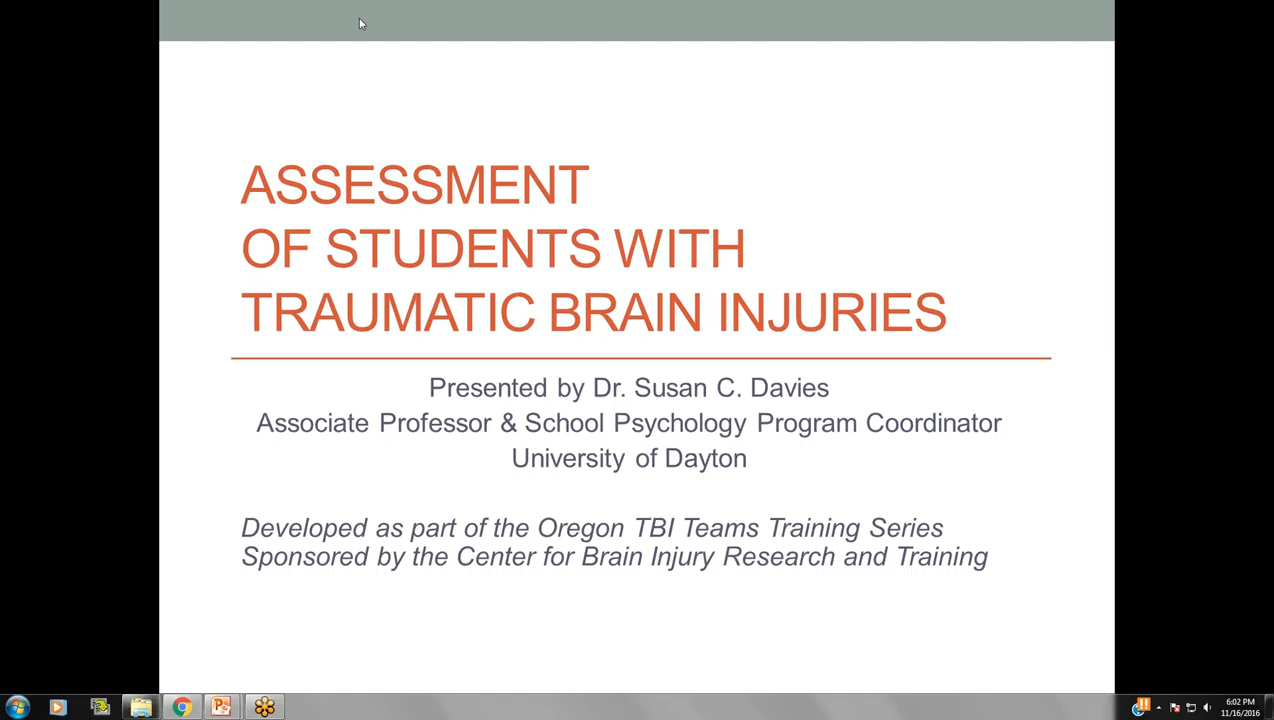 ASSESSMENT
OF STUDENTS WITH
TRAUMATIC BRAIN INJURIES
Presented by Dr. Susan C. Davies
Associate Professor & School Psychology Program Coordinator
University of Dayton
Developed as part of the Oregon TBI Teams Training Series
Sponsored by the Center for Brain Injury Research and Training
6:02 PM
11/16/2016